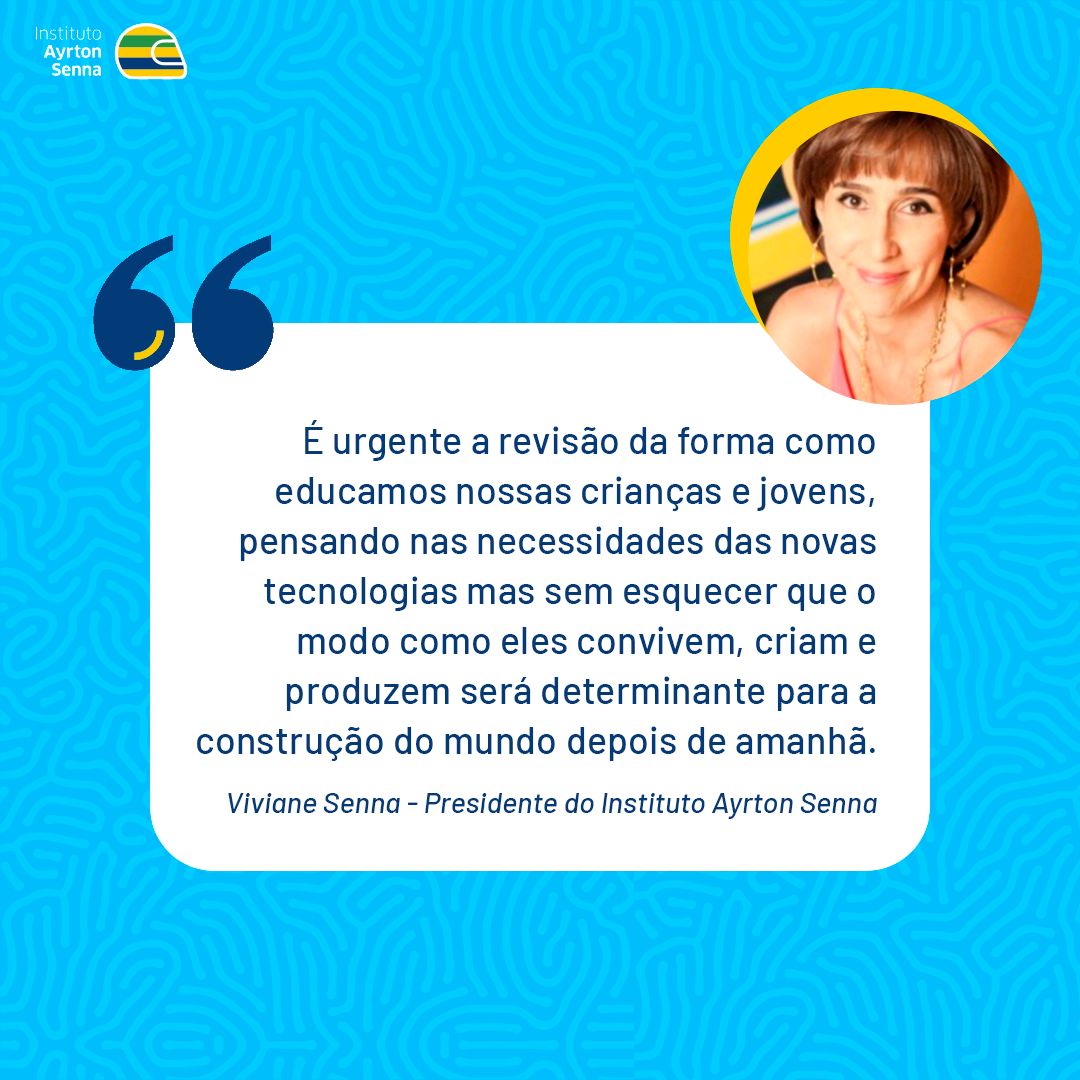 Instituto
Ayrton
Senna
É urgente a revisão da forma como
educamos nossas crianças e jovens,
pensando nas necessidades das novas
tecnologias mas sem esquecer que o
modo como eles convivem, criam e
produzem será determinante para a
construção do mundo depois de amanhã.
Viviane Senna - Presidente do Instituto Ayrton Senna